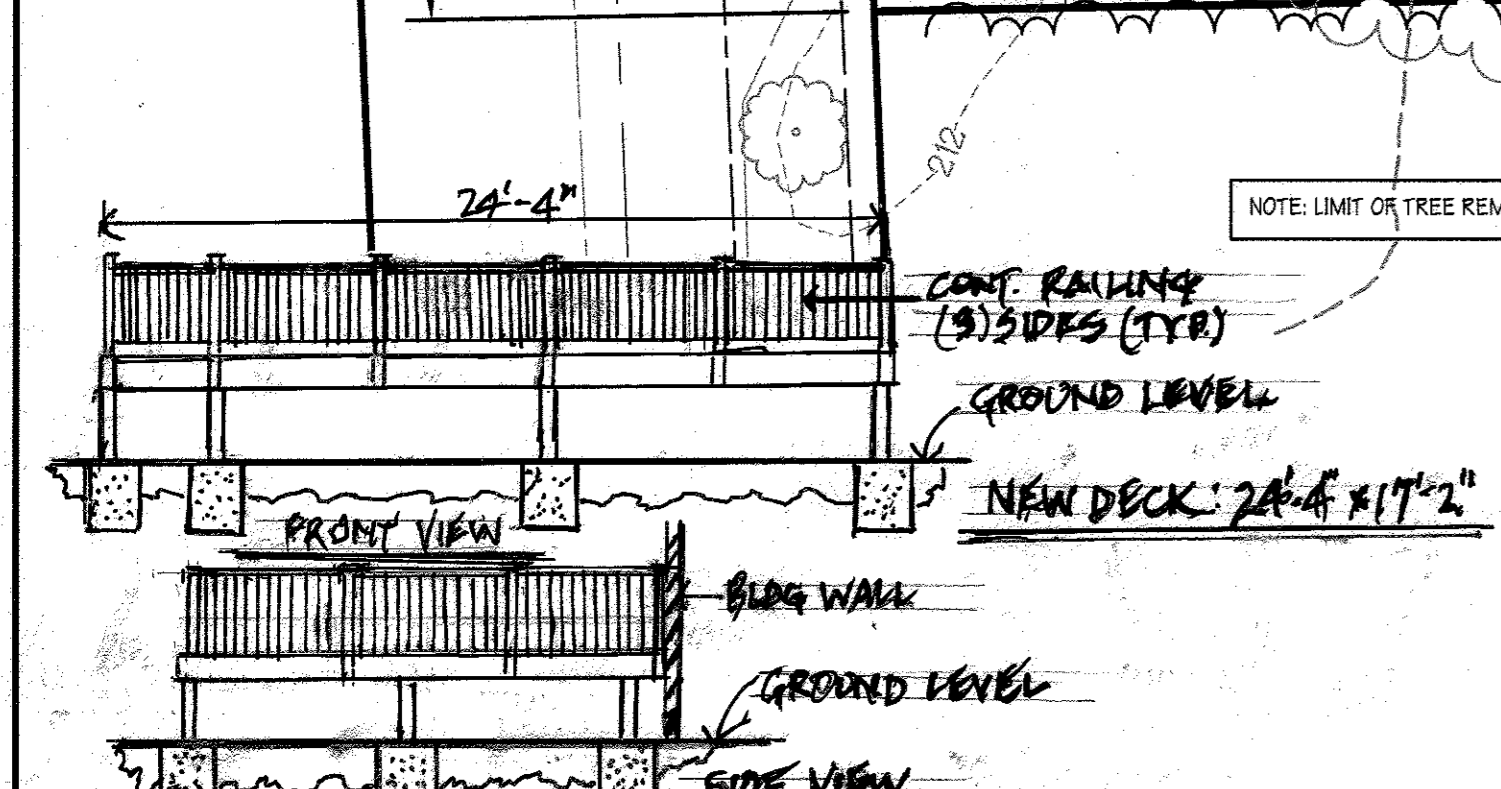 212
24'-4"
NOTE: LIMIT OF TREE REM
CONT. RAILING
(3) SIDES (TYP.)
GROUND LEVEL
NEW DECK: 24'-4" x 17'-2"
FRONT VIEW
BLDG WALL
GROUND LEVEL
SIDE VIEW